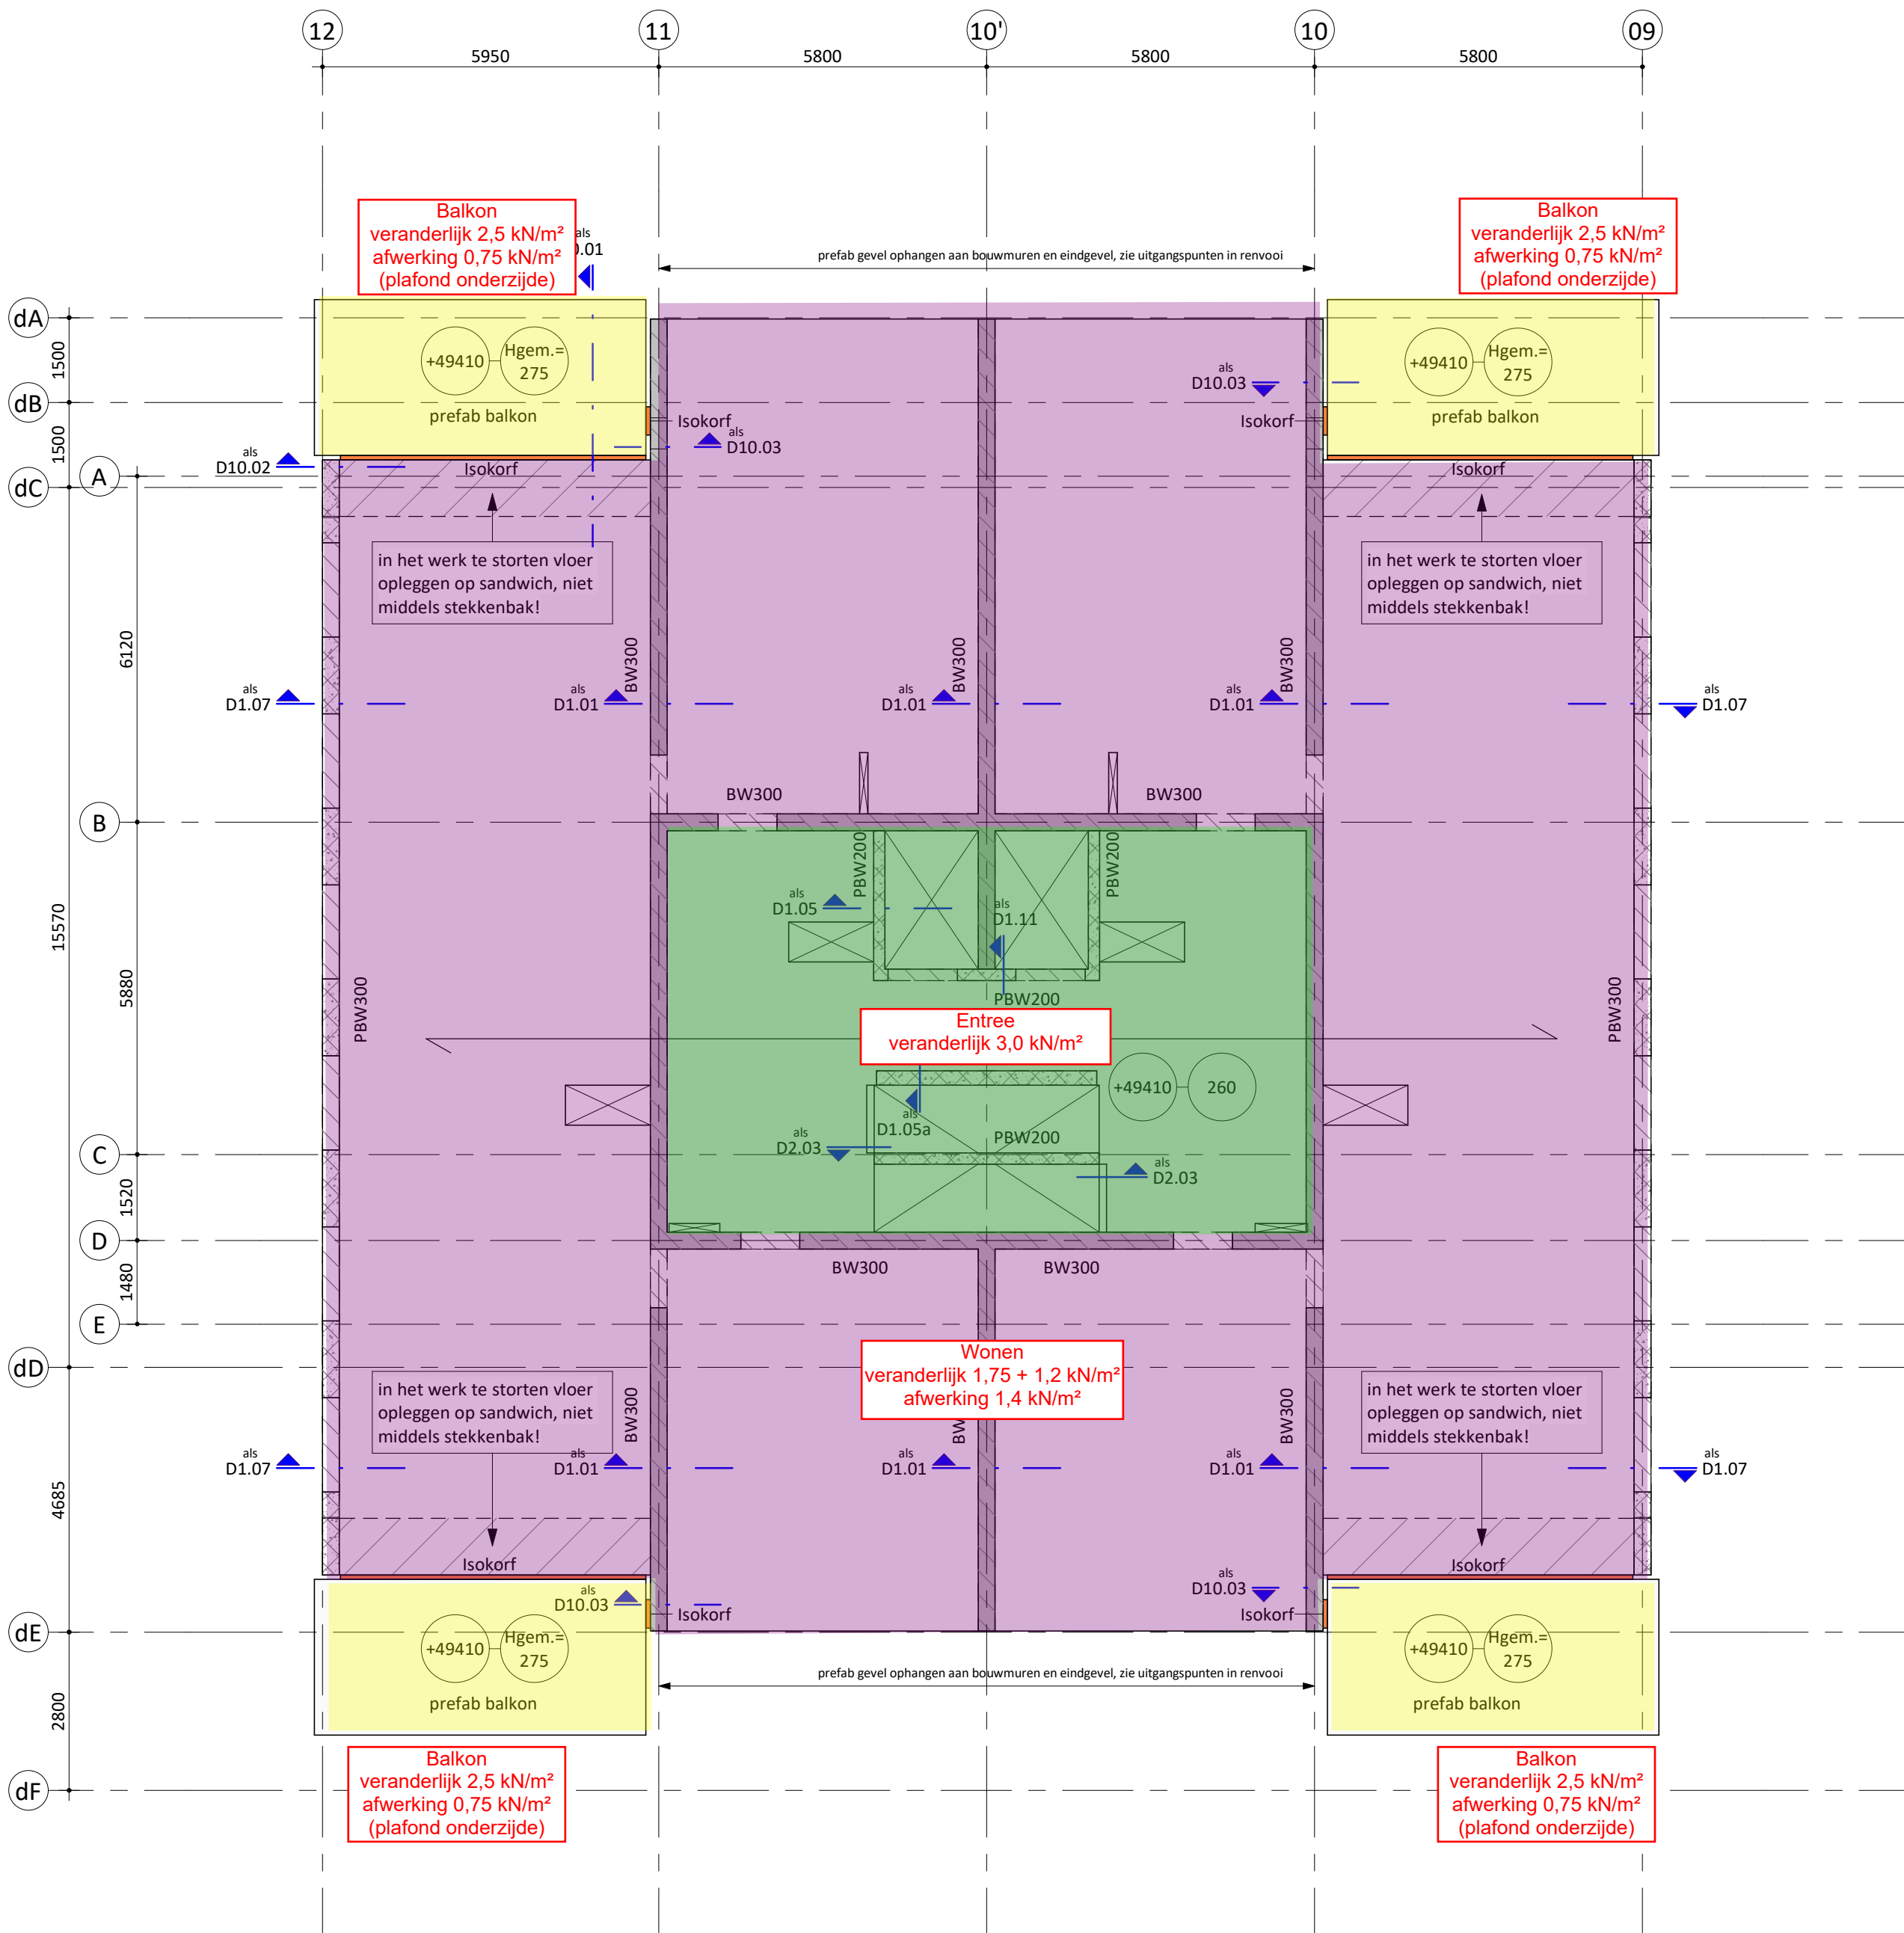 12
11
10'
10
09
5950
5800
5800
5800
Balkon
veranderlijk 2,5 kN/m²
afwerking 0,75 kN/m²
(plafond onderzijde)
als
.01
prefab gevel ophangen aan bouwmuren en eindgevel, zie uitgangspunten in renvooi
Balkon
veranderlijk 2,5 kN/m²
afwerking 0,75 kN/m²
(plafond onderzijde)
dA
1500
dB
1500
A
dC
+49410
Hgem.=
275
prefab balkon
+49410
Hgem.=
275
prefab balkon
als
D10.03
Isokorf
Isokorf
als
D10.03
als
D10.02
Isokorf
Isokorf
in het werk te storten vloer
opleggen op sandwich, niet
middels stekkenbak!
in het werk te storten vloer
opleggen op sandwich, niet
middels stekkenbak!
6120
BW300
BW300
BW300
als
D1.07
als
D1.01
als
D1.01
als
D1.01
als
D1.07
BW300
BW300
B
PBW200
PBW200
als
D1.05
als
D1.11
15570
5880
PBW300
PBW300
PBW200
Entree
veranderlijk 3,0 kN/m²
+49410
260
als
D1.05a
als
D2.03
PBW200
als
D2.03
C
1520
D
1480
BW300
BW300
E
dD
Wonen
veranderlijk 1,75 + 1,2 kN/m²
afwerking 1,4 kN/m²
in het werk te storten vloer
opleggen op sandwich, niet
middels stekkenbak!
in het werk te storten vloer
opleggen op sandwich, niet
middels stekkenbak!
BW300
BW
BW300
als
D1.07
als
D1.01
als
D1.01
als
D1.01
als
D1.07
4685
Isokorf
Isokorf
als
D10.03
als
D10.03
Isokorf
Isokorf
dE
+49410
Hgem.=
275
prefab balkon
+49410
Hgem.=
275
prefab balkon
prefab gevel ophangen aan bouwmuren en eindgevel, zie uitgangspunten in renvooi
2800
Balkon
veranderlijk 2,5 kN/m²
afwerking 0,75 kN/m²
(plafond onderzijde)
Balkon
veranderlijk 2,5 kN/m²
afwerking 0,75 kN/m²
(plafond onderzijde)
dF